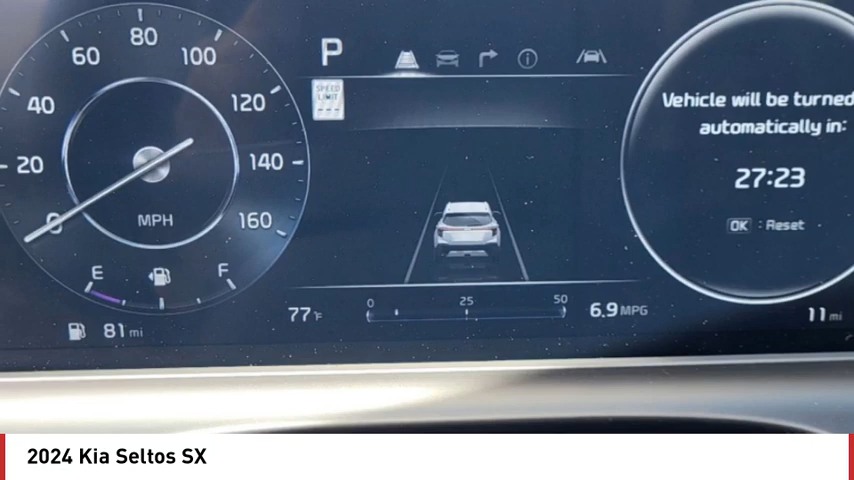 80
60
100
40
120
20
140
0
160
MPH
E
F
81 mi
P
SPEED
LIMIT
77°F
0
25
50
6.9 MPG
Vehicle will be turned
automatically in:
27:23
OK : Reset
11 mi
2024 Kia Seltos SX